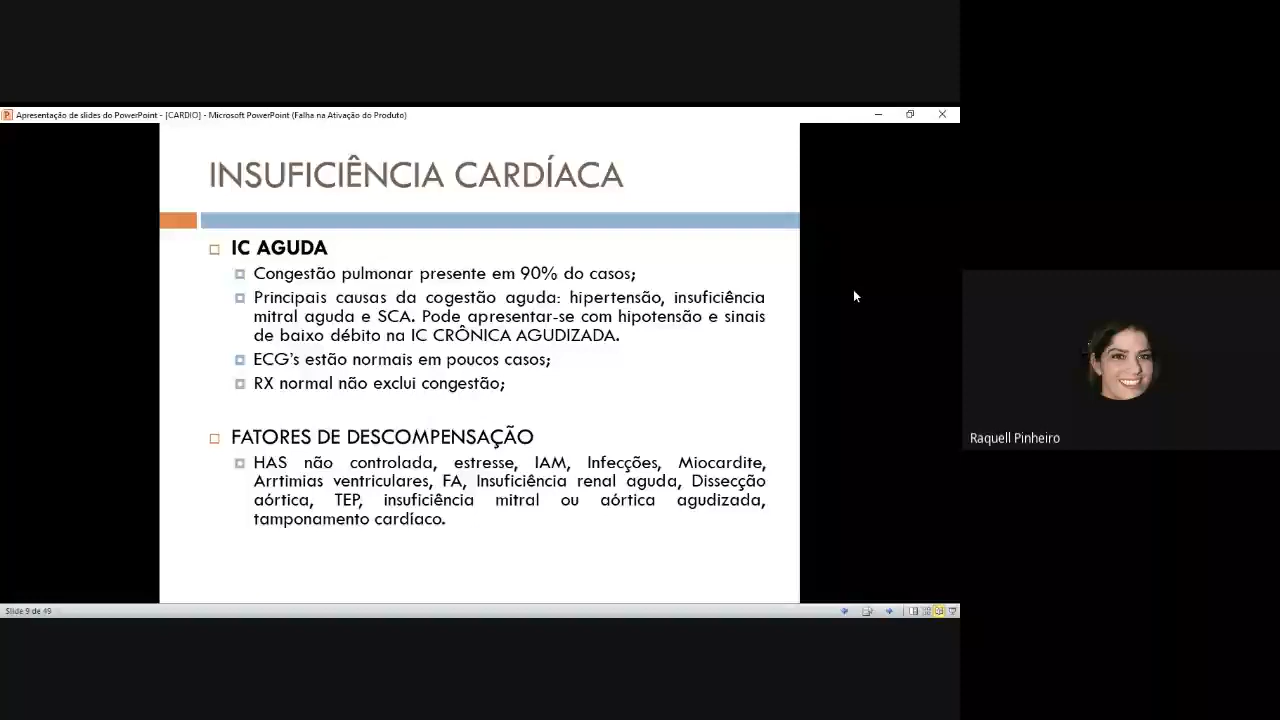 Apresentação de slides do PowerPoint - [CARDIO] - Microsoft PowerPoint (Falha na Ativação do Produto)
INSUFICIÊNCIA CARDÍACA
IC AGUDA
Congestão pulmonar presente em 90% do casos;
Principais causas da cogestão aguda: hipertensão, insuficiência
mitral aguda e SCA. Pode apresentar-se com hipotensão e sinais
de baixo débito na IC CRÔNICA AGUDIZADA.
ECG's estão normais em poucos casos;
RX normal não exclui congestão;
FATORES DE DESCOMPENSAÇÃO
HAS não controlada, estresse, IAM, Infecções, Miocardite,
Arrtimias ventriculares, FA, Insuficiência renal aguda, Dissecção
aórtica, TEP, insuficiência mitral ou aórtica agudizada,
tamponamento cardíaco.
Raquell Pinheiro
Slide 9 de 49